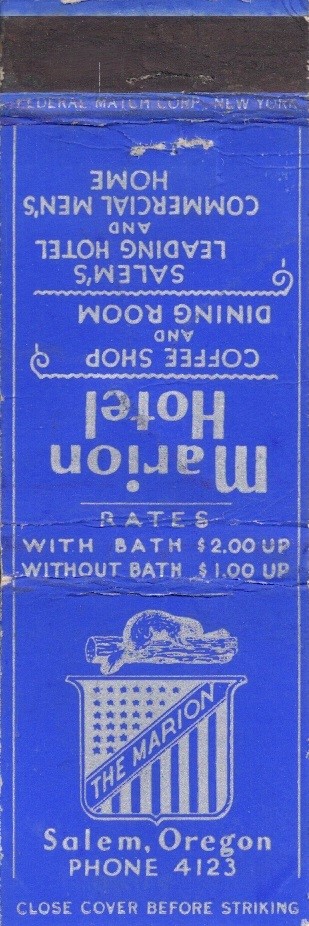 FEDERAL MATCH CORP., NEW YORK
Marion
Hotel
COFFEE SHOP
AND
DINING ROOM
SALEM'S
LEADING HOTEL
AND
COMMERCIAL MEN'S
HOME
RATES
WITH BATH $2.00 UP
WITHOUT BATH $1.00 UP
THE MARION
Salem, Oregon
PHONE 4123
CLOSE COVER BEFORE STRIKING